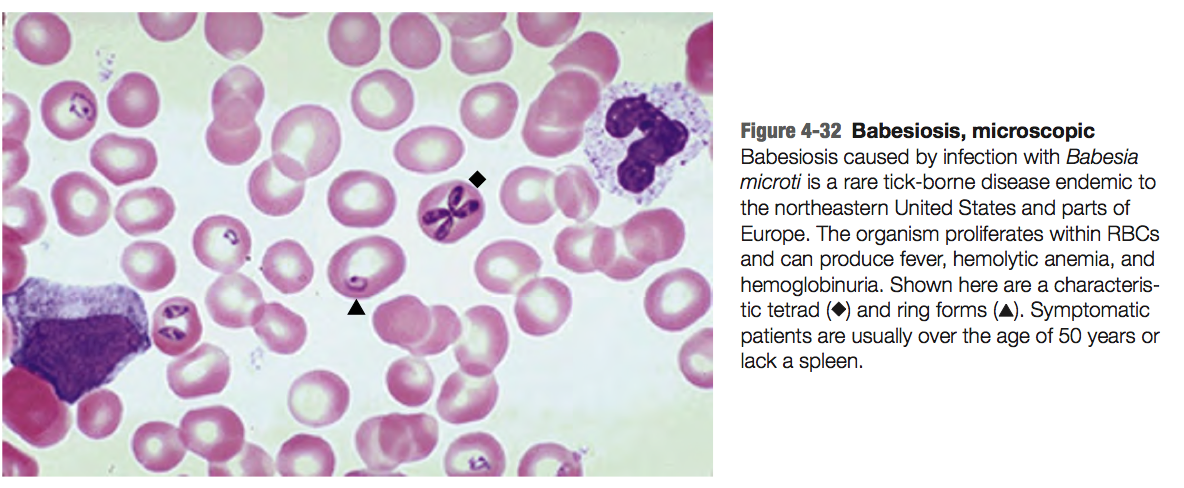 Figure 4-32 Babesiosis, microscopic
Babesiosis caused by infection with Babesia
microti is a rare tick-borne disease endemic to
the northeastern United States and parts of
Europe. The organism proliferates within RBCs
and can produce fever, hemolytic anemia, and
hemoglobinuria. Shown here are a characteris-
tic tetrad (◆) and ring forms (▲). Symptomatic
patients are usually over the age of 50 years or
lack a spleen.